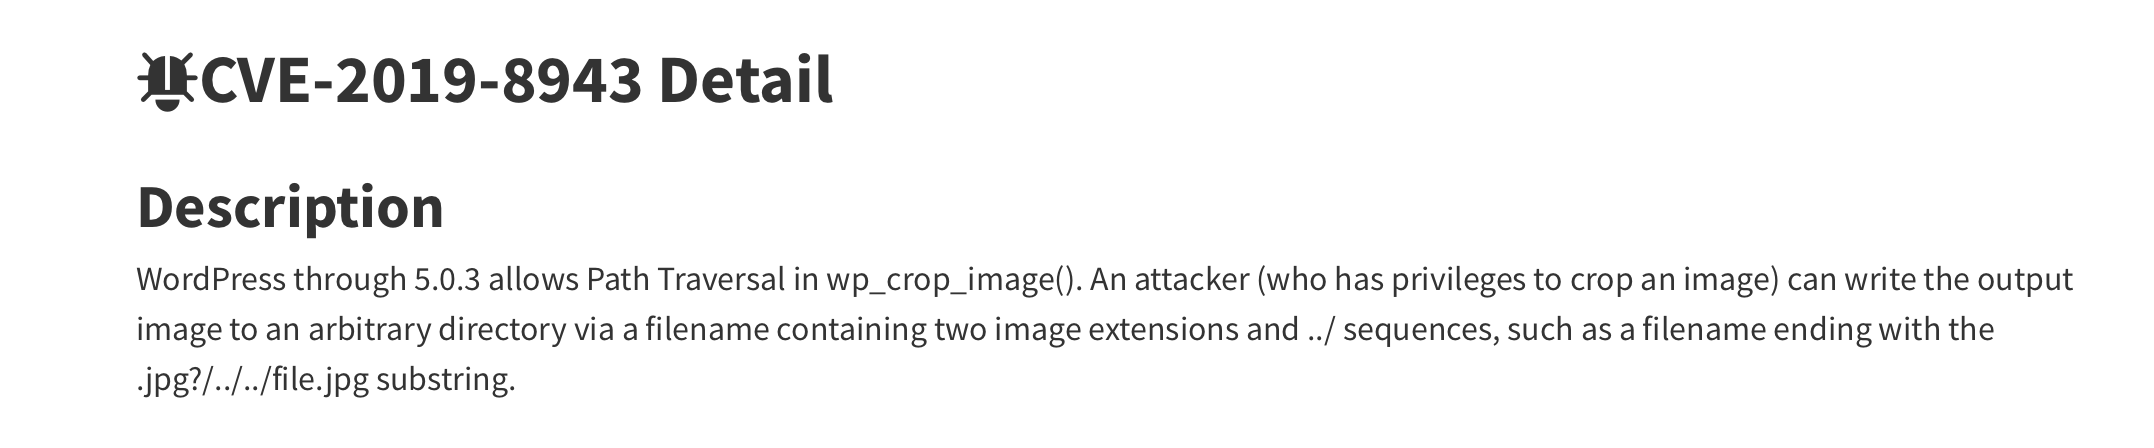 CVE-2019-8943 Detail
Description
WordPress through 5.0.3 allows Path Traversal in wp_crop_image(). An attacker (who has privileges to crop an image) can write the output
image to an arbitrary directory via a filename containing two image extensions and ../ sequences, such as a filename ending with the
.jpg?/../../file.jpg substring.